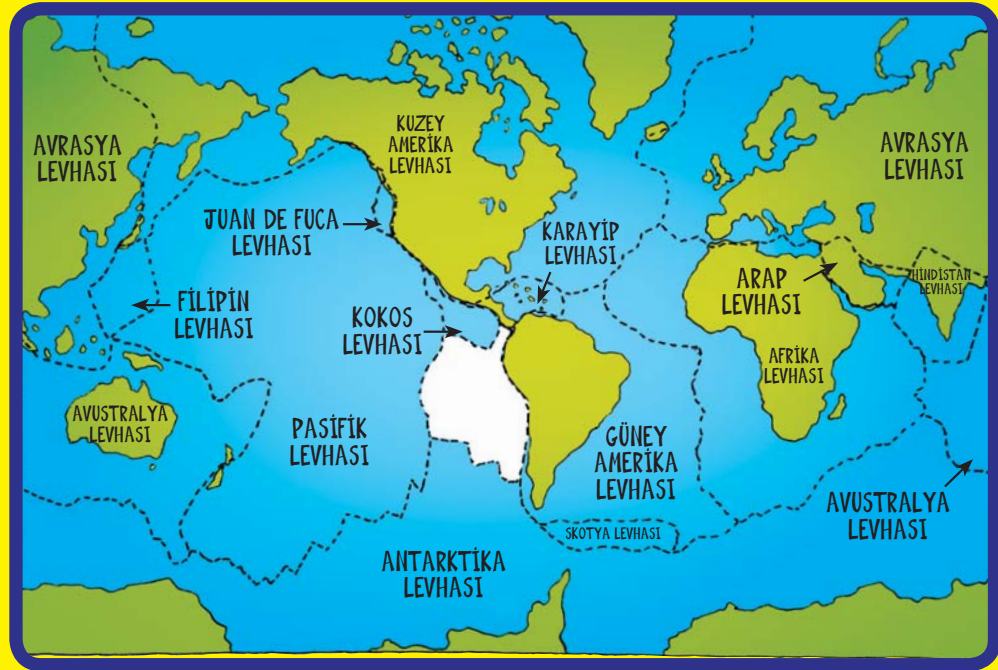 KUZEY
AMERİKA
LEVHASI
AVRASYA
LEVHASI
AVRASYA
LEVHASI
JUAN DE FUCA
LEVHASI
KARAYİP
LEVHASI
ARAP
LEVHASI
HİNDİSTAN
LEVHASI
FİLİPİN
LEVHASI
KOKOS
LEVHASI
AFRİKA
LEVHASI
AVUSTRALYA
LEVHASI
PASİFİK
LEVHASI
GÜNEY
AMERİKA
LEVHASI
AVUSTRALYA
LEVHASI
SKOTYA LEVHASI
ANTARKTİKA
LEVHASI